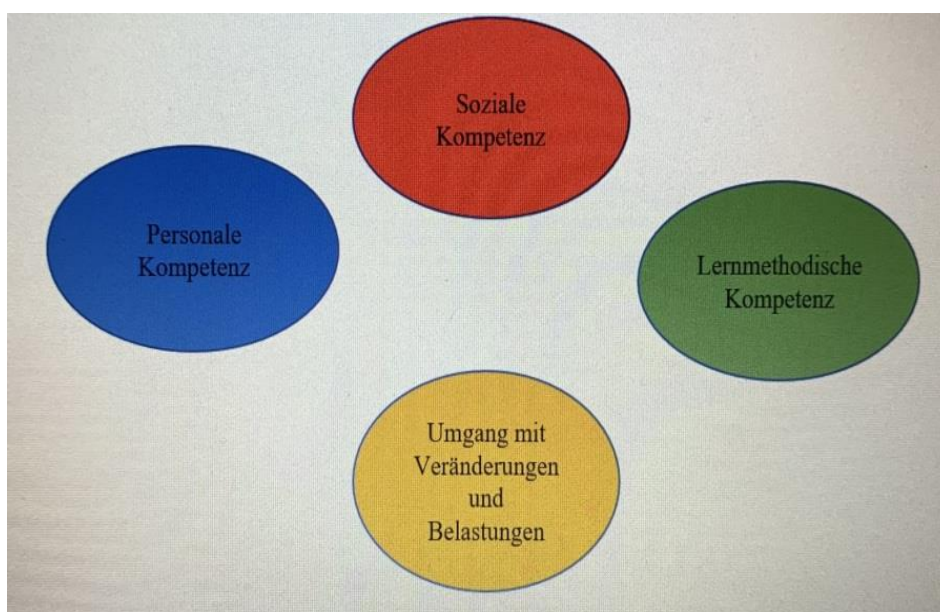 Soziale
Kompetenz
Personale
Kompetenz
Lernmethodische
Kompetenz
Umgang mit
Veränderungen
und
Belastungen